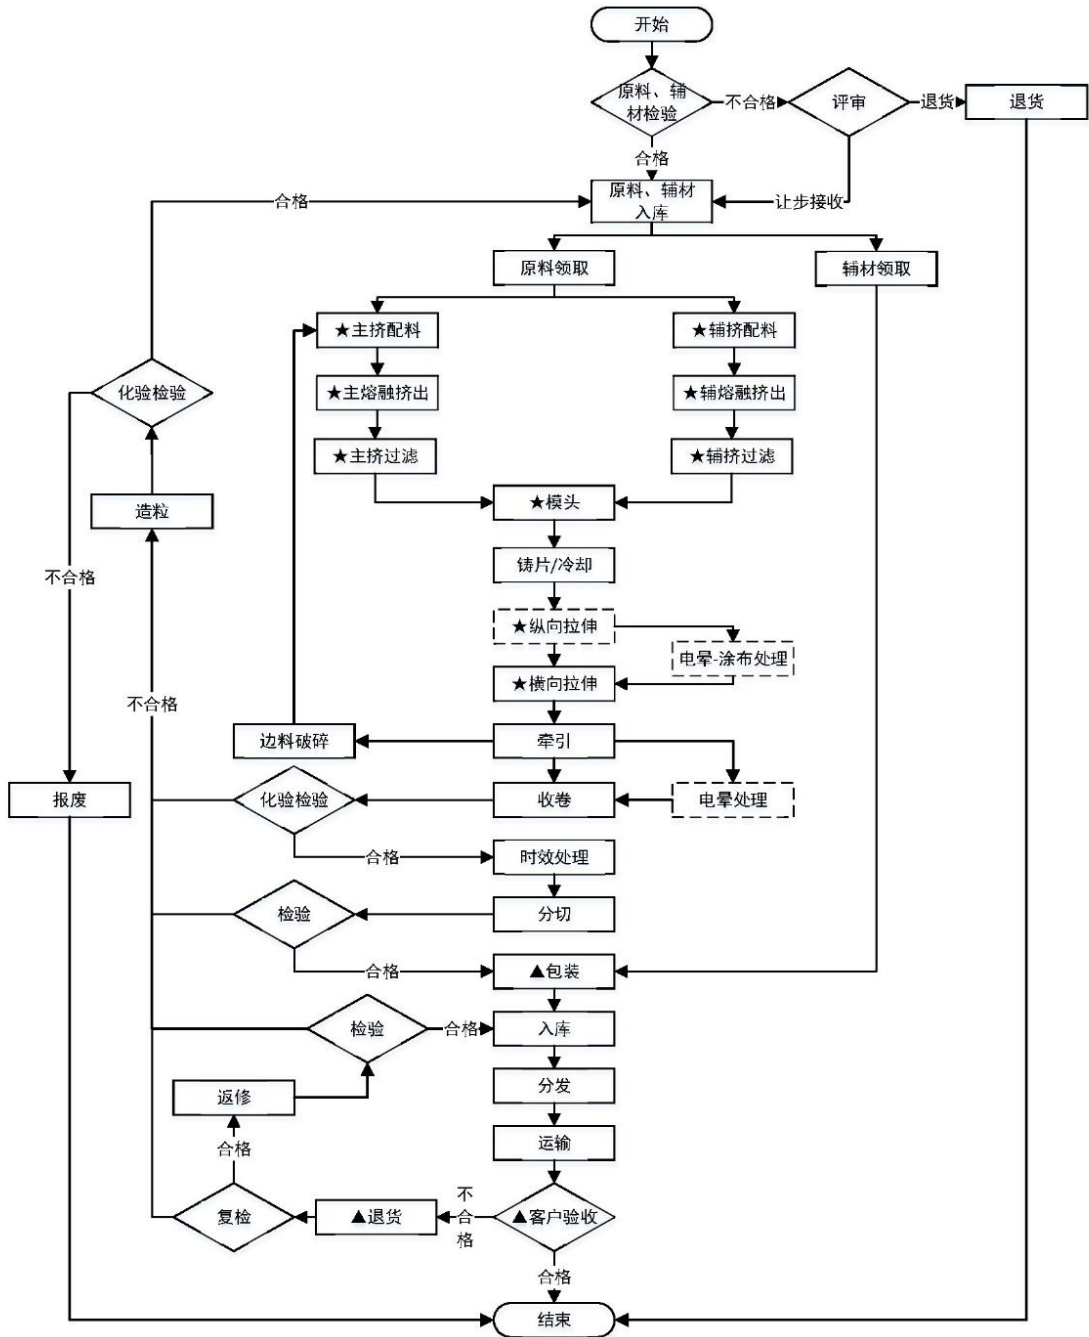 开始
原料、辅
材检验
不合格
评审
退货
退货
合格
合格
原料、辅材
入库
让步接收
原料领取
辅材领取
★主挤配料
★辅挤配料
化验检验
★主熔融挤出
★辅熔融挤出
★主挤过滤
★辅挤过滤
造粒
★模头
不合格
铸片/冷却
★纵向拉伸
电晕-涂布处理
★横向拉伸
不合格
边料破碎
牵引
报废
化验检验
收卷
电晕处理
合格
时效处理
检验
分切
合格
▲包装
检验
合格
入库
返修
分发
合格
运输
复检
▲退货
不
合
格
▲客户验收
合格
结束